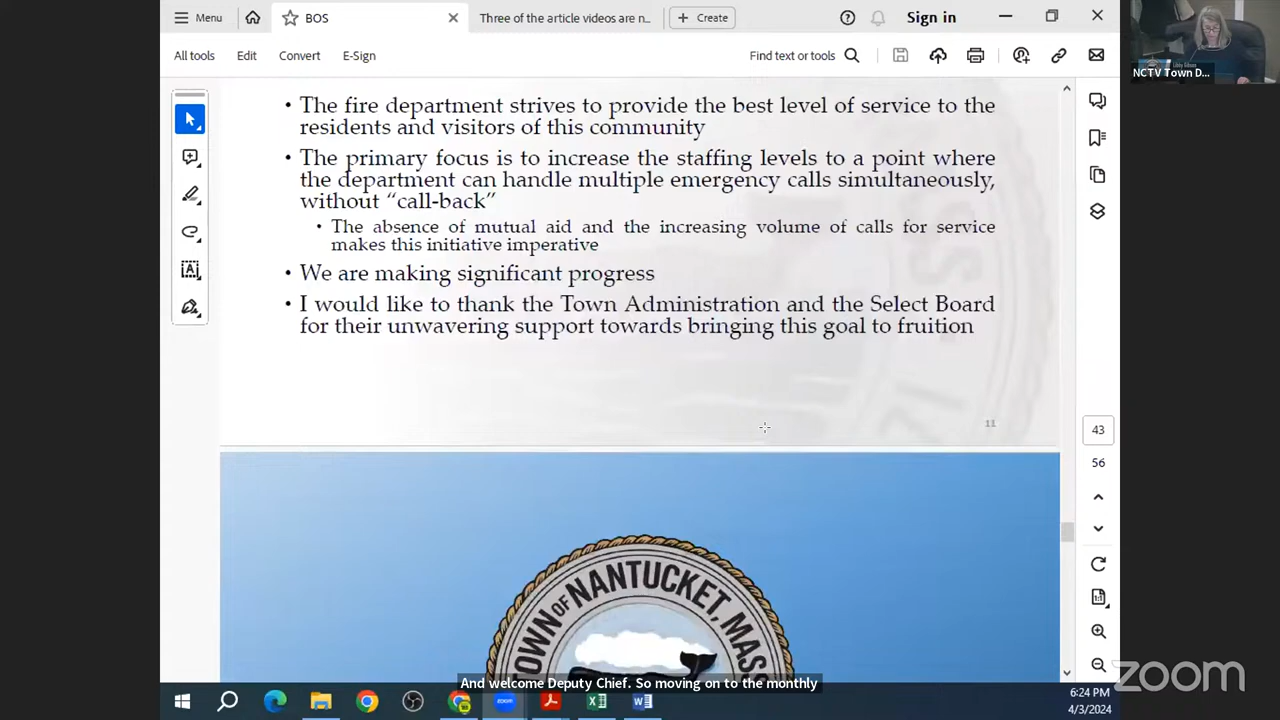 Menu
BOS
Three of the article videos are n...
Create
Sign in
All tools
Edit
Convert
E-Sign
Find text or tools
NCTV Town D...
• The fire department strives to provide the best level of service to the
residents and visitors of this community
• The primary focus is to increase the staffing levels to a point where
the department can handle multiple emergency calls simultaneously,
without “call-back”
• The absence of mutual aid and the increasing volume of calls for service
makes this initiative imperative
• We are making significant progress
• I would like to thank the Town Administration and the Select Board
for their unwavering support towards bringing this goal to fruition
11
43
56
TOWN OF NANTUCKET, MASS
And welcome Deputy Chief. So moving on to the monthly
zoom
zoom
6:24 PM
4/3/2024